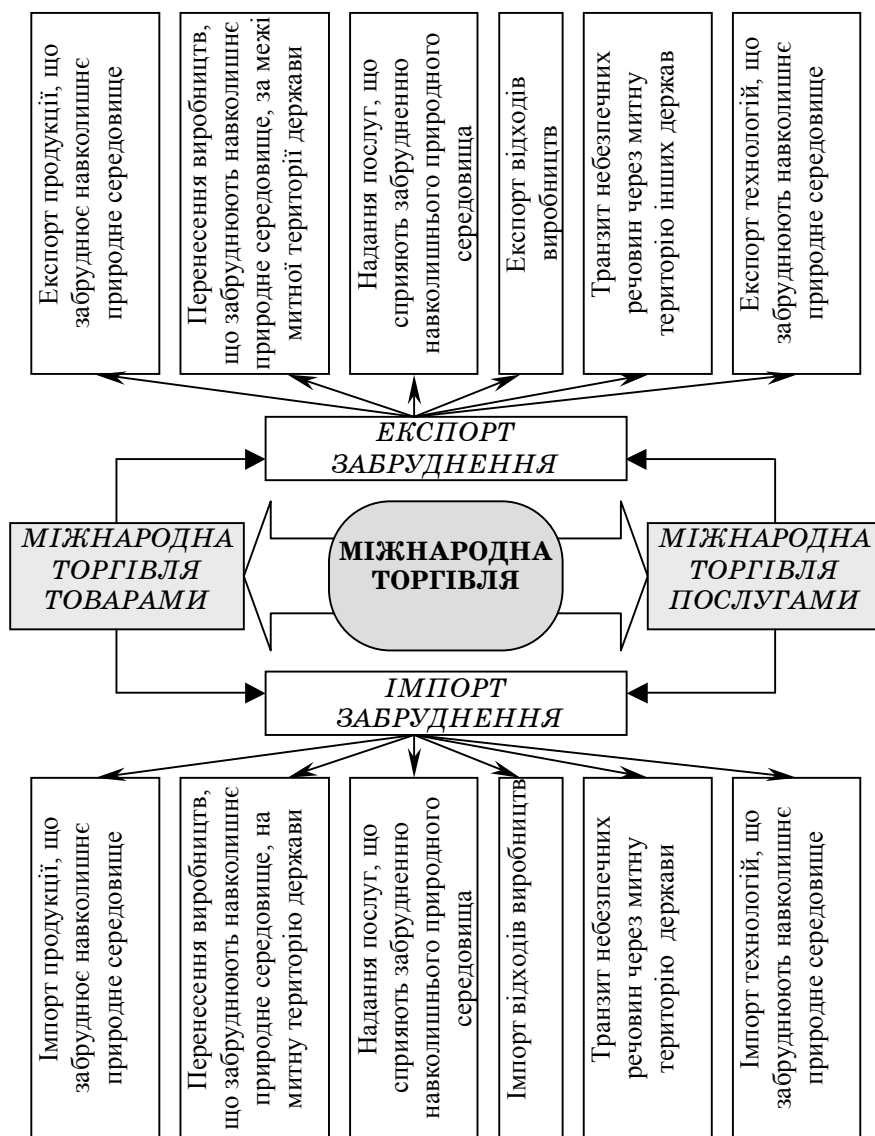 Експорт продукції, що
забруднює навколишнє
природне середовище
Перенесення виробництв,
що забруднюють навколишнє
природне середовище, за межі
митної території держави
Надання послуг, що
сприяють забрудненню
навколишнього природного
середовища
Експорт відходів
виробництв
Транзит небезпечних
речовин через митну
територію інших держав
Експорт технологій, що
забруднюють навколишнє
природне середовище
ЕКСПОРТ
ЗАБРУДНЕННЯ
МІЖНАРОДНА
ТОРГІВЛЯ
ТОВАРАМИ
МІЖНАРОДНА
ТОРГІВЛЯ
МІЖНАРОДНА
ТОРГІВЛЯ
ПОСЛУГАМИ
ІМПОРТ
ЗАБРУДНЕННЯ
Імпорт продукції, що
забруднює навколишнє
природне середовище
Перенесення виробництв,
що забруднюють навколишнє
природне середовище, на
митну територію держави
Надання послуг, що
сприяють забрудненню
навколишнього природного
середовища
Імпорт відходів виробництв
Транзит небезпечних
речовин через митну
територію держави
Імпорт технологій, що
забруднюють навколишнє
природне середовище